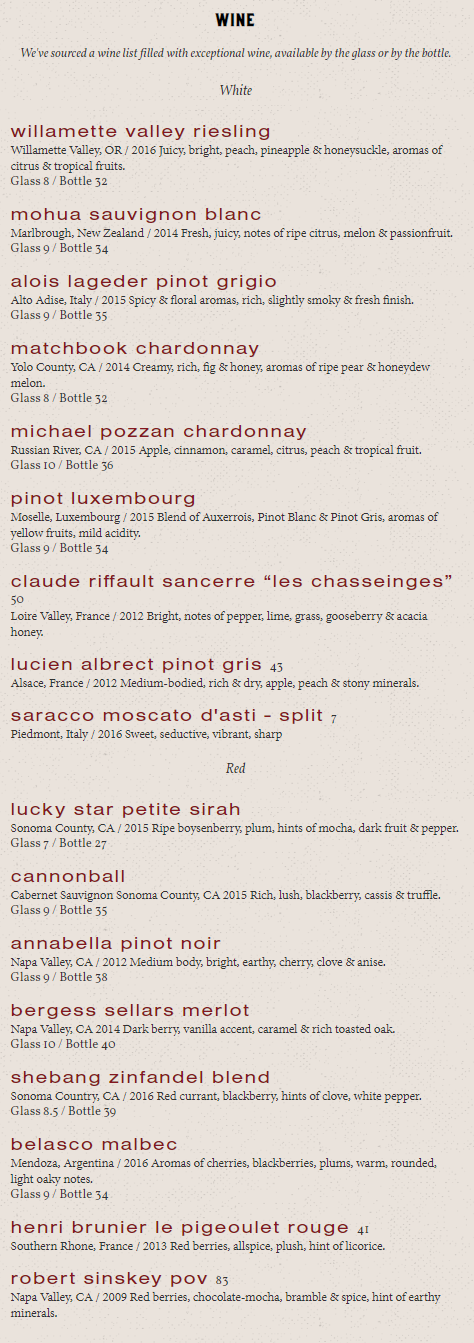 WINE
We've sourced a wine list filled with exceptional wine, available by the glass or by the bottle.
White
willamette valley riesling
Willamette Valley, OR / 2016 Juicy, bright, peach, pineapple & honeysuckle, aromas of
citrus & tropical fruits.
Glass 8 / Bottle 32
mohua sauvignon blanc
Marlbrough, New Zealand / 2014 Fresh, juicy, notes of ripe citrus, melon & passionfruit.
Glass 9 / Bottle 34
alois lageder pinot grigio
Alto Adise, Italy / 2015 Spicy & floral aromas, rich, slightly smoky & fresh finish.
Glass 9 / Bottle 35
matchbook chardonnay
Yolo County, CA / 2014 Creamy, rich, fig & honey, aromas of ripe pear & honeydew
melon.
Glass 8 / Bottle 32
michael pozzan chardonnay
Russian River, CA / 2015 Apple, cinnamon, caramel, citrus, peach & tropical fruit.
Glass 10 / Bottle 36
pinot luxembourg
Moselle, Luxembourg / 2015 Blend of Auxerrois, Pinot Blanc & Pinot Gris, aromas of
yellow fruits, mild acidity.
Glass 9 / Bottle 34
claude riffault sancerre “les chasseinges”
50
Loire Valley, France / 2012 Bright, notes of pepper, lime, grass, gooseberry & acacia
honey.
lucien albrect pinot gris 43
Alsace, France / 2012 Medium-bodied, rich & dry, apple, peach & stony minerals.
saracco moscato d'asti - split 7
Piedmont, Italy / 2016 Sweet, seductive, vibrant, sharp
Red
lucky star petite sirah
Sonoma County, CA / 2015 Ripe boysenberry, plum, hints of mocha, dark fruit & pepper.
Glass 7 / Bottle 27
cannonball
Cabernet Sauvignon Sonoma County, CA 2015 Rich, lush, blackberry, cassis & truffle.
Glass 9 / Bottle 35
annabella pinot noir
Napa Valley, CA / 2012 Medium body, bright, earthy, cherry, clove & anise.
Glass 9 / Bottle 38
bergess sellars merlot
Napa Valley, CA 2014 Dark berry, vanilla accent, caramel & rich toasted oak.
Glass 10 / Bottle 40
shebang zinfandel blend
Sonoma Country, CA / 2016 Red currant, blackberry, hints of clove, white pepper.
Glass 8.5 / Bottle 39
belasco malbec
Mendoza, Argentina / 2016 Aromas of cherries, blackberries, plums, warm, rounded,
light oaky notes.
Glass 9 / Bottle 34
henri brunier le pigeoulet rouge 41
Southern Rhone, France / 2013 Red berries, allspice, plush, hint of licorice.
robert sinskey pov 83
Napa Valley, CA / 2009 Red berries, chocolate-mocha, bramble & spice, hint of earthy
minerals.